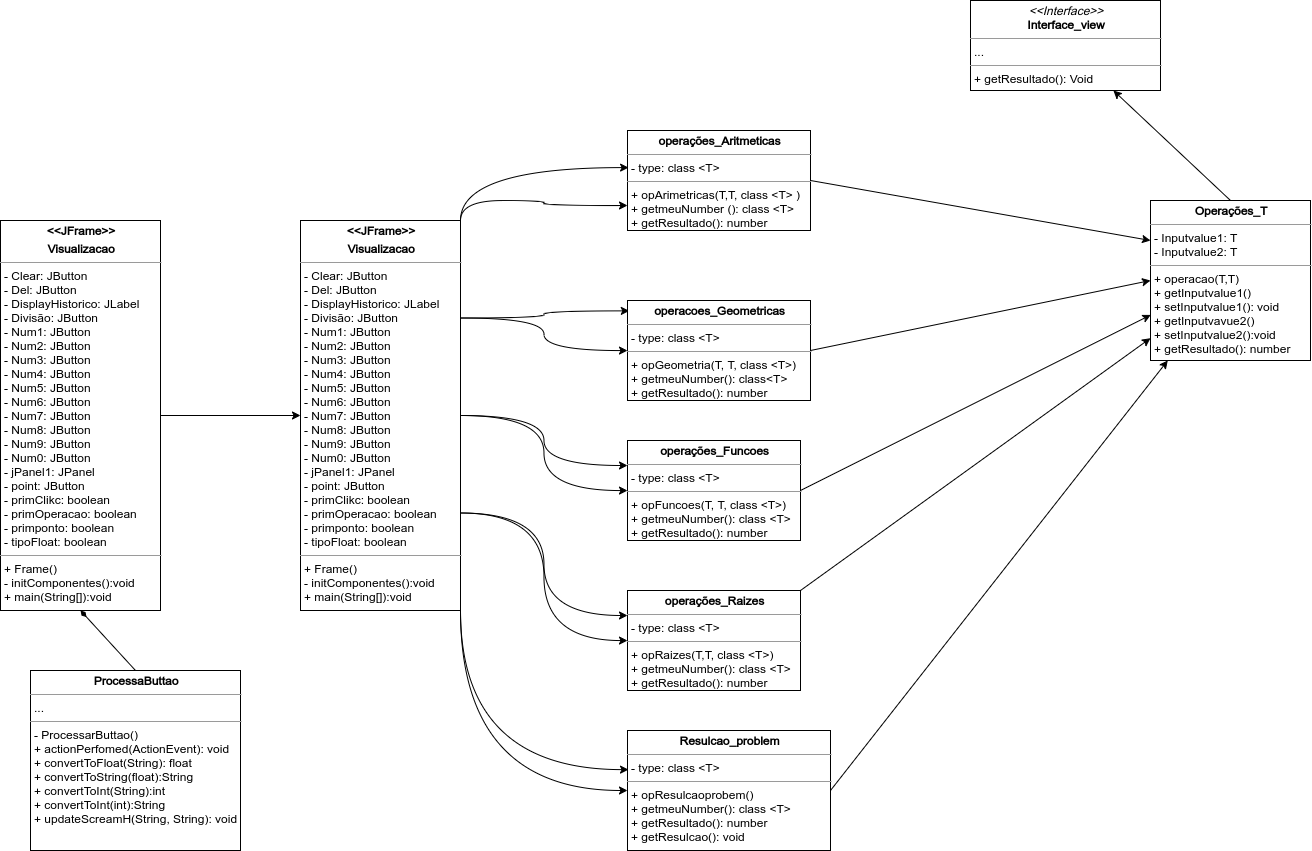 <<Interface>>
Interface_view
...
+ getResultado(): Void
operações_Aritmeticas
- type: class <T>
+ opArimetricas(T,T, class <T> )
+ getmeuNumber (): class <T>
+ getResultado(): number
Operações_T
- Inputvalue1: T
- Inputvalue2: T
+ operacao(T,T)
+ getInputvalue1()
+ setInputvalue1(): void
+ getInputvavue2()
+ setInputvalue2():void
+ getResultado(): number
<<JFrame>>
Visualizacao
- Clear: JButton
- Del: JButton
- DisplayHistorico: JLabel
- Divisão: JButton
- Num1: JButton
- Num2: JButton
- Num3: JButton
- Num4: JButton
- Num5: JButton
- Num6: JButton
- Num7: JButton
- Num8: JButton
- Num9: JButton
- Num0: JButton
- jPanel1: JPanel
- point: JButton
- primClikc: boolean
- primOperacao: boolean
- primponto: boolean
- tipoFloat: boolean
+ Frame()
- initComponentes():void
+ main(String[]):void
<<JFrame>>
Visualizacao
- Clear: JButton
- Del: JButton
- DisplayHistorico: JLabel
- Divisão: JButton
- Num1: JButton
- Num2: JButton
- Num3: JButton
- Num4: JButton
- Num5: JButton
- Num6: JButton
- Num7: JButton
- Num8: JButton
- Num9: JButton
- Num0: JButton
- jPanel1: JPanel
- point: JButton
- primClikc: boolean
- primOperacao: boolean
- primponto: boolean
- tipoFloat: boolean
+ Frame()
- initComponentes():void
+ main(String[]):void
operacoes_Geometricas
- type: class <T>
+ opGeometria(T, T, class <T>)
+ getmeuNumber(): class<T>
+ getResultado(): number
operações_Funcoes
- type: class <T>
+ opFuncoes(T, T, class <T>)
+ getmeuNumber(): class <T>
+ getResultado(): number
operações_Raizes
- type: class <T>
+ opRaizes(T,T, class <T>)
+ getmeuNumber(): class <T>
+ getResultado(): number
ProcessaButtao
...
- ProcessarButtao()
+ actionPerfomed(ActionEvent): void
+ convertToFloat(String): float
+ convertToString(float):String
+ convertToInt(String):int
+ convertToInt(int):String
+ updateScreamH(String, String): void
Resulcao_problem
- type: class <T>
+ opResulcaoprobem()
+ getmeuNumber(): class <T>
+ getResultado(): number
+ getResulcao(): void